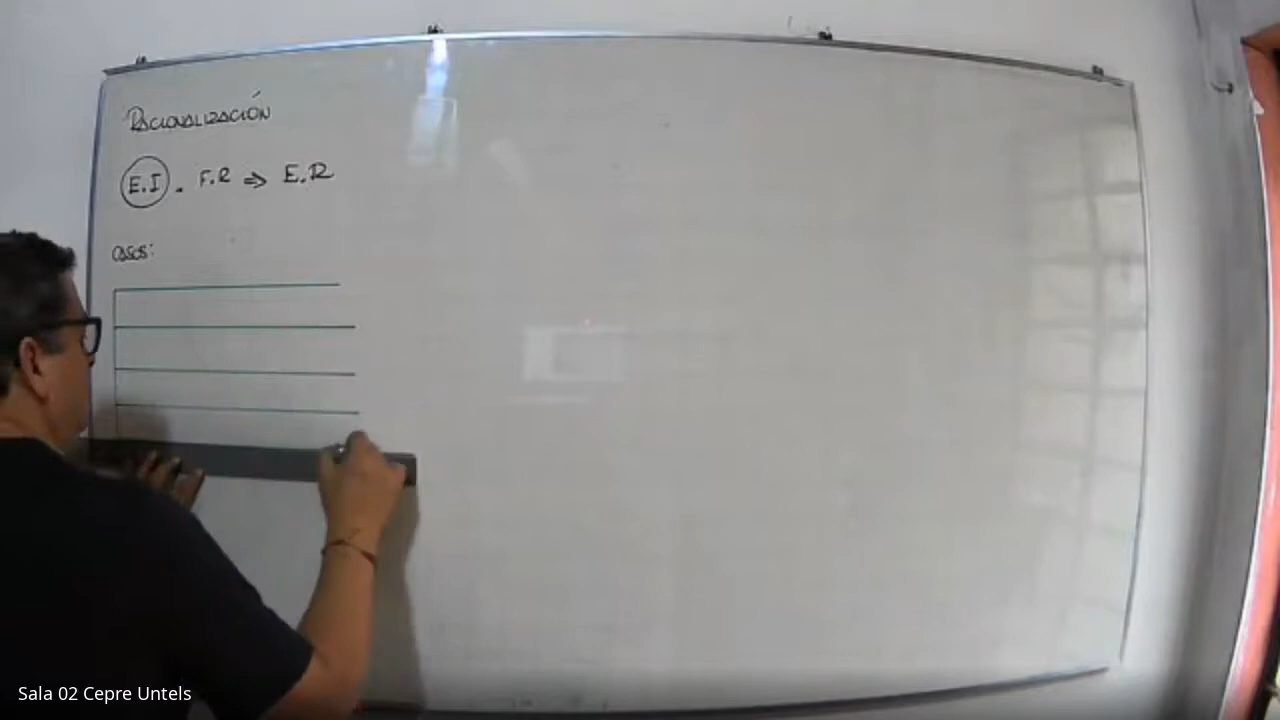 RACIONALIZACIÓN
E.I . F.R ⇒ E.R
CASOS:
Sala 02 Cepre Untels